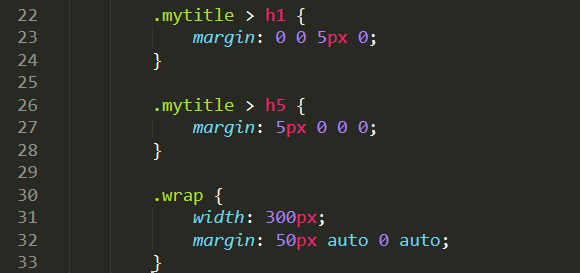 22 .mytitle > h1 {
23 margin: 0 0 5px 0;
24 }
25
26 .mytitle > h5 {
27 margin: 5px 0 0 0;
28 }
29
30 .wrap {
31 width: 300px;
32 margin: 50px auto 0 auto;
33 }